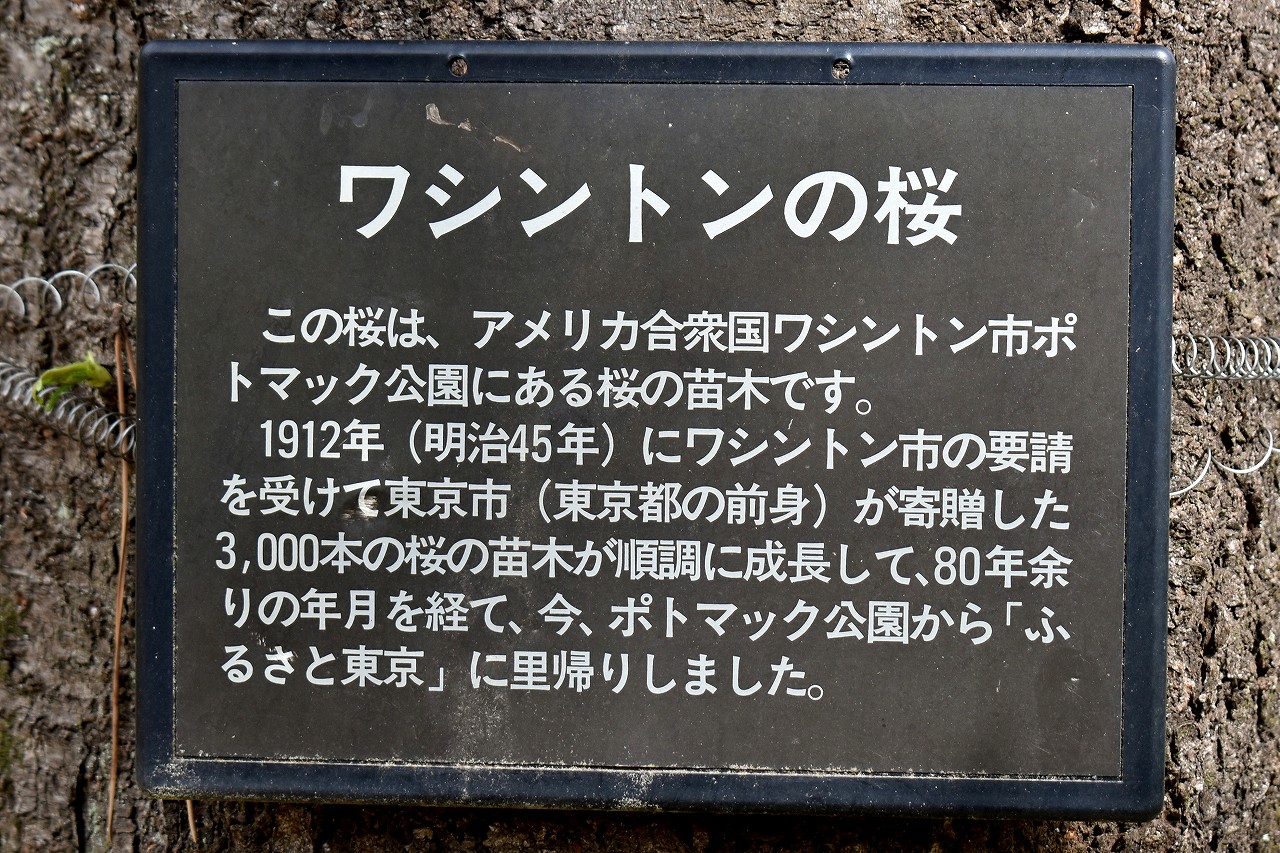 ワシントンの桜
この桜は、アメリカ合衆国ワシントン市ポ
トマック公園にある桜の苗木です。
1912年（明治45年）にワシントン市の要請
を受けて東京市（東京都の前身）が寄贈した
3,000本の桜の苗木が順調に成長して、80年余
りの年月を経て、今、ポトマック公園から「ふ
るさと東京」に里帰りしました。